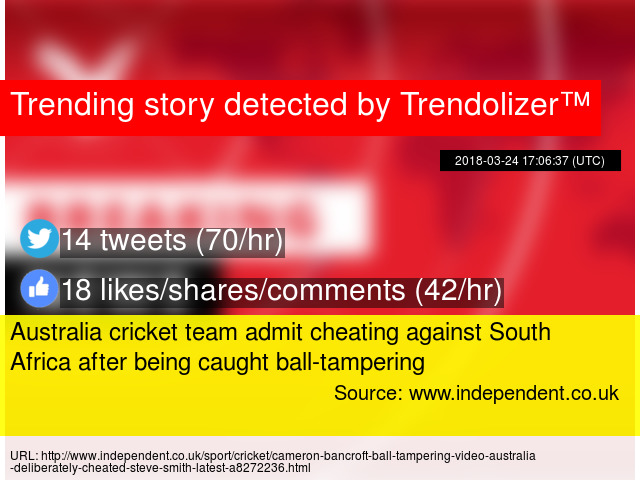 Trending story detected by Trendolizer™
2018-03-24 17:06:37 (UTC)
BREAKING
14 tweets (70/hr)
18 likes/shares/comments (42/hr)
Australia cricket team admit cheating against South
Africa after being caught ball-tampering
Source: www.independent.co.uk
URL: http://www.independent.co.uk/sport/cricket/cameron-bancroft-ball-tampering-video-australia
-deliberately-cheated-steve-smith-latest-a8272236.html